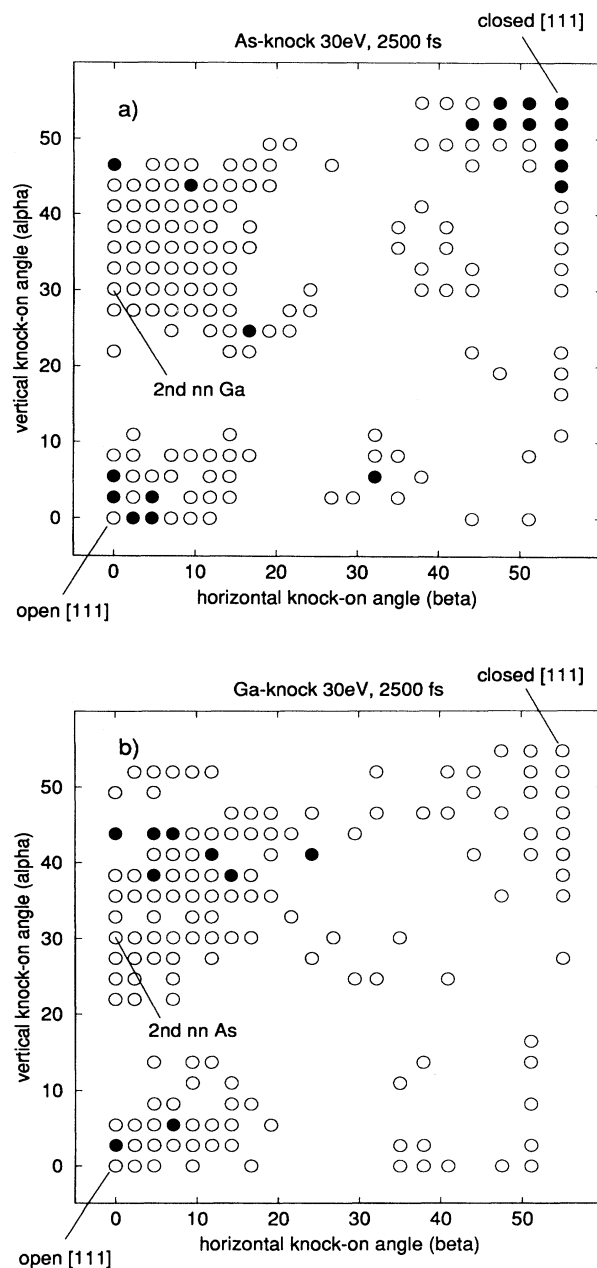 As-knock 30eV, 2500 fs
closed [111]
a)
50
40
30
20
10
0
vertical knock-on angle (alpha)
2nd nn Ga
0
10
20
30
40
50
open [111]
horizontal knock-on angle (beta)
Ga-knock 30eV, 2500 fs
closed [111]
b)
50
40
30
20
10
0
vertical knock-on angle (alpha)
2nd nn As
0
10
20
30
40
50
open [111]
horizontal knock-on angle (beta)